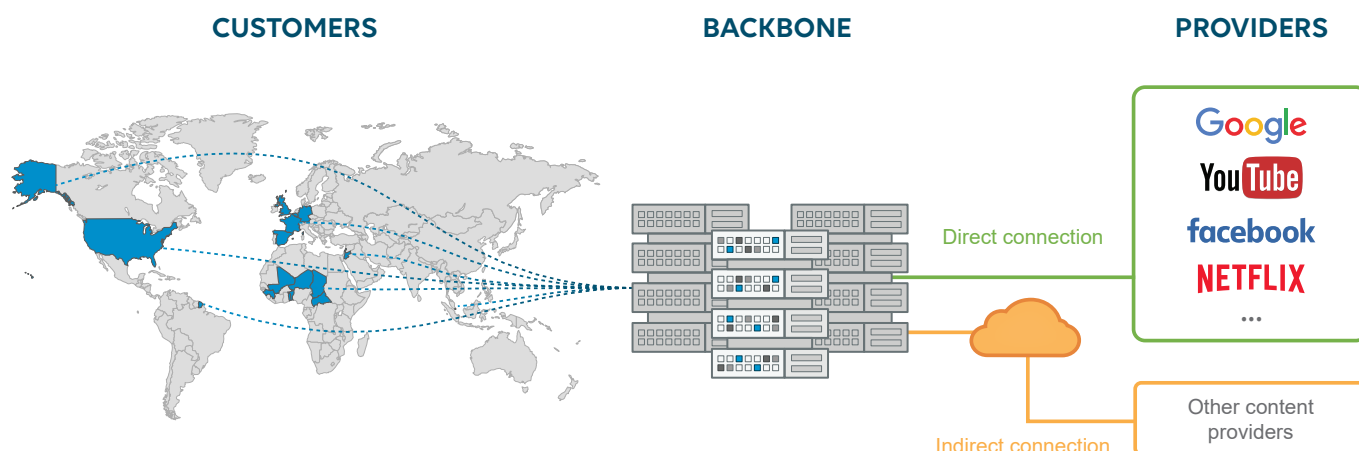 CUSTOMERS
BACKBONE
PROVIDERS
Google
YouTube
facebook
NETFLIX
...
Direct connection
Other content
providers
Indirect connection